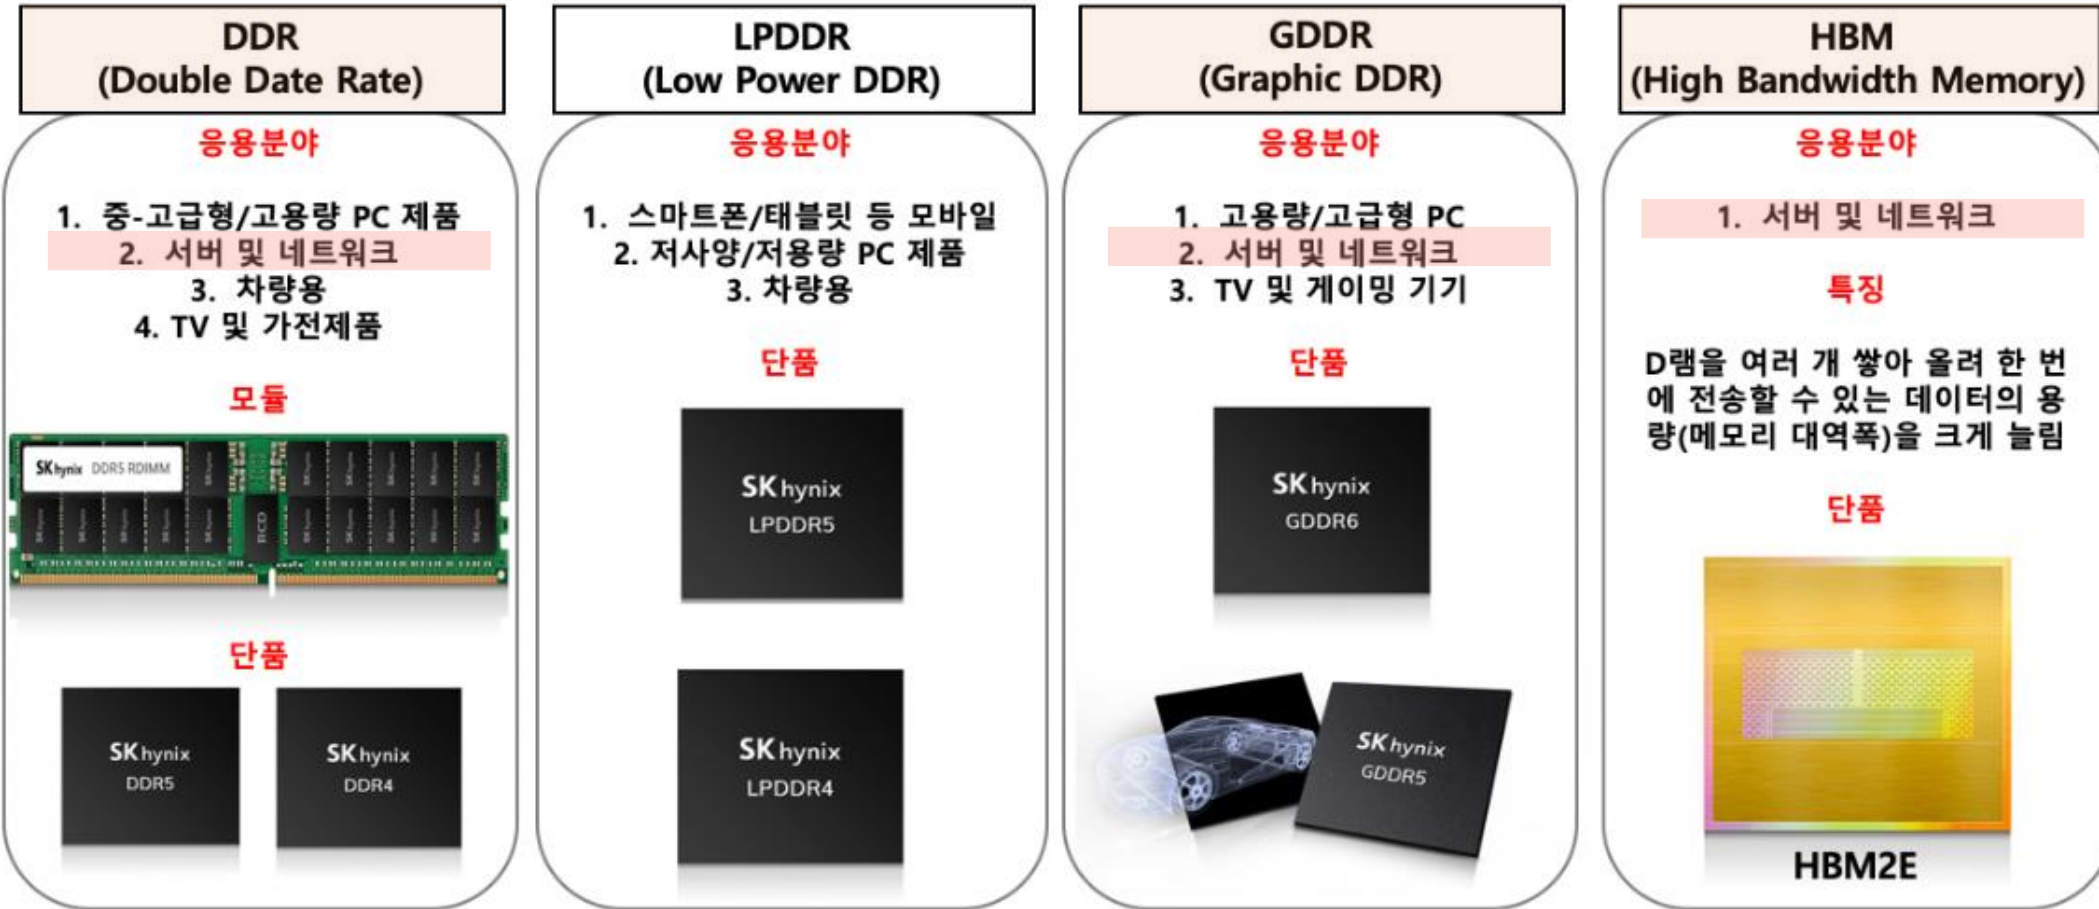 DDR
(Double Date Rate)
응용분야
1. 중-고급형/고용량 PC 제품
2. 서버 및 네트워크
3. 차량용
4. TV 및 가전제품
모듈
SK hynix DDR5 RDIMM
RCD
단품
SK hynix
DDR5
SK hynix
DDR4
LPDDR
(Low Power DDR)
응용분야
1. 스마트폰/태블릿 등 모바일
2. 저사양/저용량 PC 제품
3. 차량용
단품
SK hynix
LPDDR5
SK hynix
LPDDR4
GDDR
(Graphic DDR)
응용분야
1. 고용량/고급형 PC
2. 서버 및 네트워크
3. TV 및 게이밍 기기
단품
SK hynix
GDDR6
SK hynix
GDDR5
HBM
(High Bandwidth Memory)
응용분야
1. 서버 및 네트워크
특징
D램을 여러 개 쌓아 올려 한 번
에 전송할 수 있는 데이터의 용
량(메모리 대역폭)을 크게 늘림
단품
HBM2E